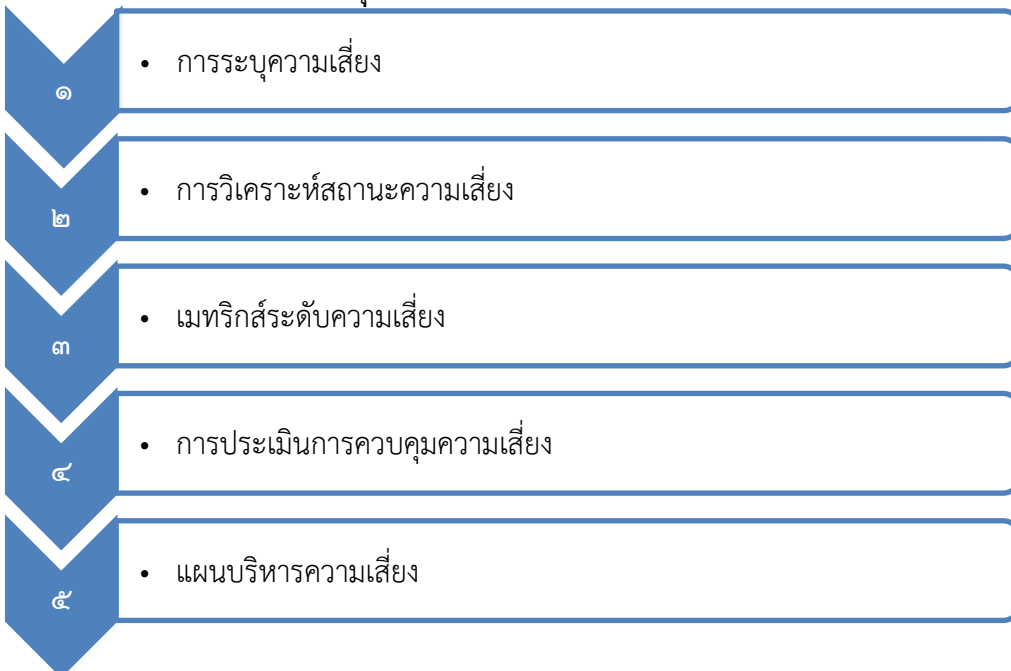 ๑
• การระบุความเสี่ยง
๒
• การวิเคราะห์สถานะความเสี่ยง
๓
• เมทริกส์ระดับความเสี่ยง
๔
• การประเมินการควบคุมความเสี่ยง
๕
• แผนบริหารความเสี่ยง